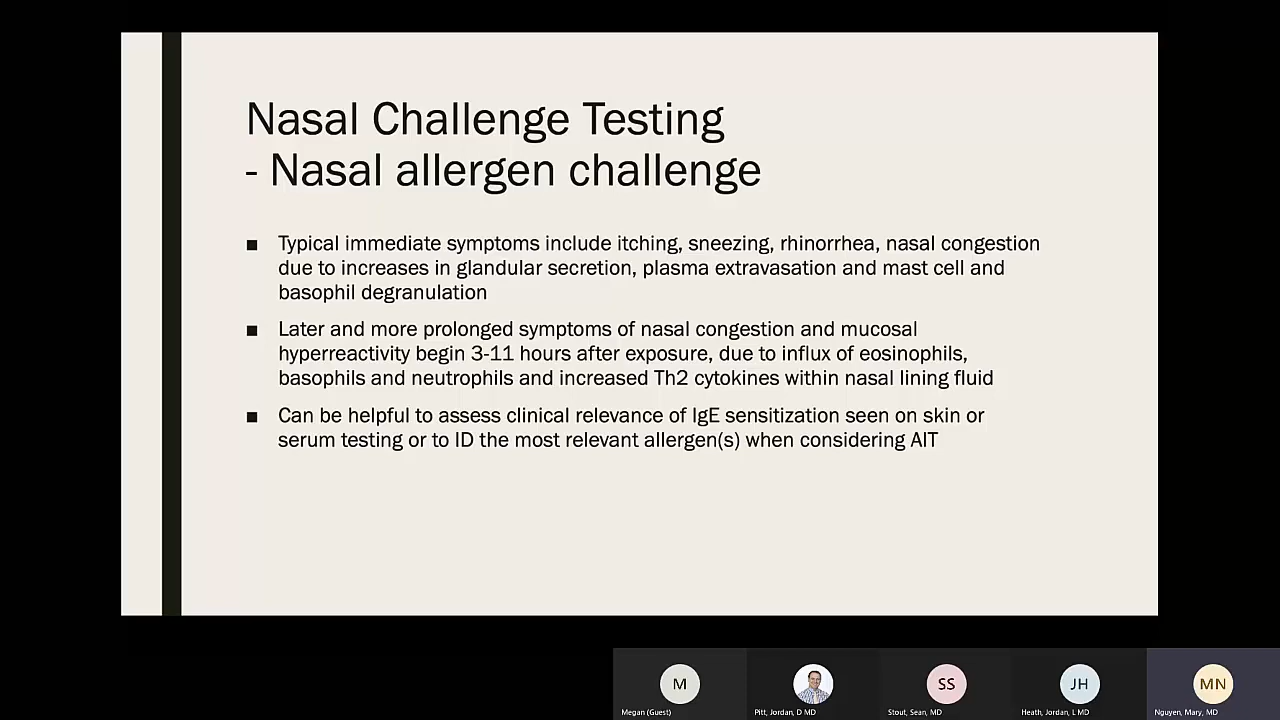 Nasal Challenge Testing
- Nasal allergen challenge
■ Typical immediate symptoms include itching, sneezing, rhinorrhea, nasal congestion
due to increases in glandular secretion, plasma extravasation and mast cell and
basophil degranulation
■ Later and more prolonged symptoms of nasal congestion and mucosal
hyperreactivity begin 3-11 hours after exposure, due to influx of eosinophils,
basophils and neutrophils and increased Th2 cytokines within nasal lining fluid
■ Can be helpful to assess clinical relevance of IgE sensitization seen on skin or
serum testing or to ID the most relevant allergen(s) when considering AIT
M
SS
JH
MN
Megan (Guest)
Pitt, Jordan, D MD
Stout, Sean, MD
Heath, Jordan, L MD
Nguyen, Mary, MD